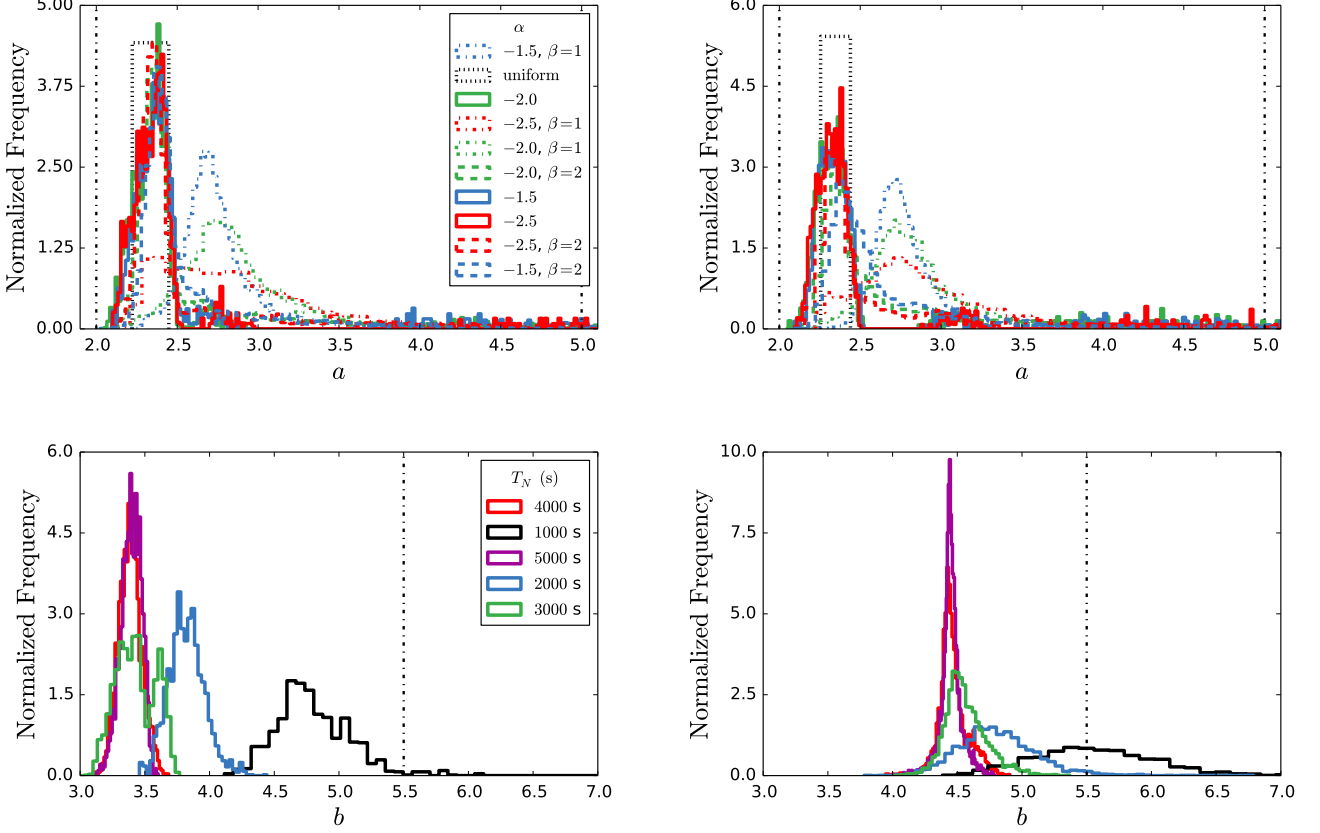 5.00
3.75
2.50
1.25
0.00
Normalized Frequency
2.0 2.5 3.0 3.5 4.0 4.5 5.0
a
α
−1.5, β=1
uniform
−2.0
−2.5, β=1
−2.0, β=1
−2.0, β=2
−1.5
−2.5
−2.5, β=2
−1.5, β=2
6.0
4.5
3.0
1.5
0.0
Normalized Frequency
2.0 2.5 3.0 3.5 4.0 4.5 5.0
a
6.0
4.5
3.0
1.5
0.0
Normalized Frequency
3.0 3.5 4.0 4.5 5.0 5.5 6.0 6.5 7.0
b
T_N (s)
4000 s
1000 s
5000 s
2000 s
3000 s
10.0
7.5
5.0
2.5
0.0
Normalized Frequency
3.0 3.5 4.0 4.5 5.0 5.5 6.0 6.5 7.0
b